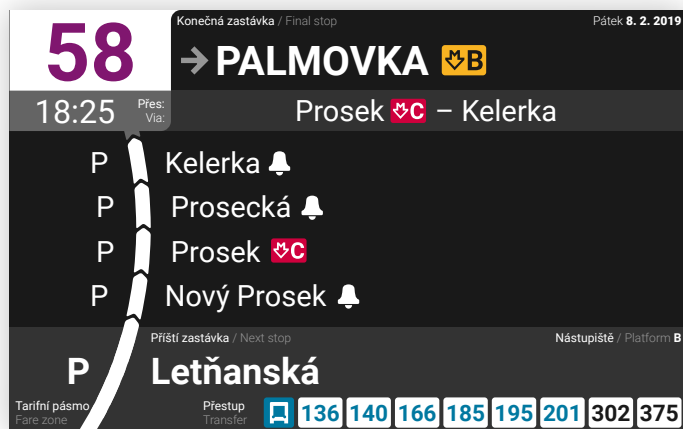 58
Konečná zastávka / Final stop
Pátek 8. 2. 2019
PALMOVKA B
18:25
Přes:
Via:
Prosek C – Kelerka
P Kelerka
P Prosecká
P Prosek C
P Nový Prosek
Příští zastávka / Next stop
Nástupiště / Platform B
P Letňanská
Tarifní pásmo
Fare zone
Přestup
Transfer
136 140 166 185 195 201 302 375